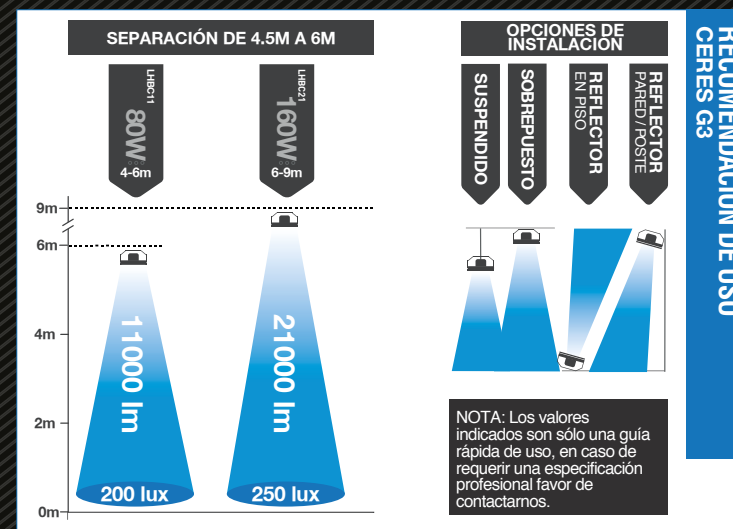 SEPARACIÓN DE 4.5M A 6M
LHBC11
80W
4-6m
LHBC21
160W
6-9m
9m
6m
4m
2m
0m
11000 lm
21000 lm
200 lux
250 lux
OPCIONES DE
INSTALACIÓN
SUSPENDIDO
SOBREPUESTO
REFLECTOR
EN PISO
REFLECTOR
PARED / POSTE
NOTA: Los valores
indicados son sólo una guía
rápida de uso, en caso de
requerir una especificación
profesional favor de
contactarnos.
RECOMENDACIÓN DE USO
CERES G3